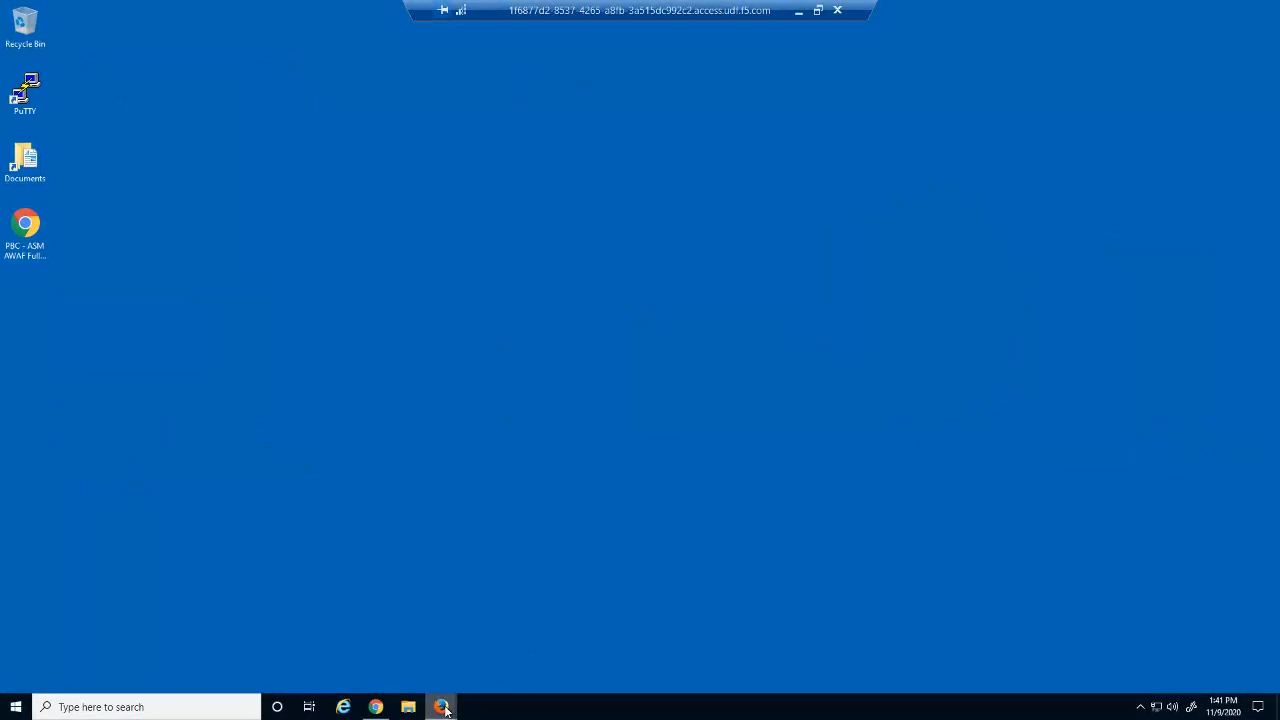 1f6877d2-8537-4265-a8fb-3a515dc992c2.access.udf.f5.com
Recycle Bin
PuTTY
Documents
PBC - ASM
AWAF Full...
Type here to search
1:41 PM
11/9/2020